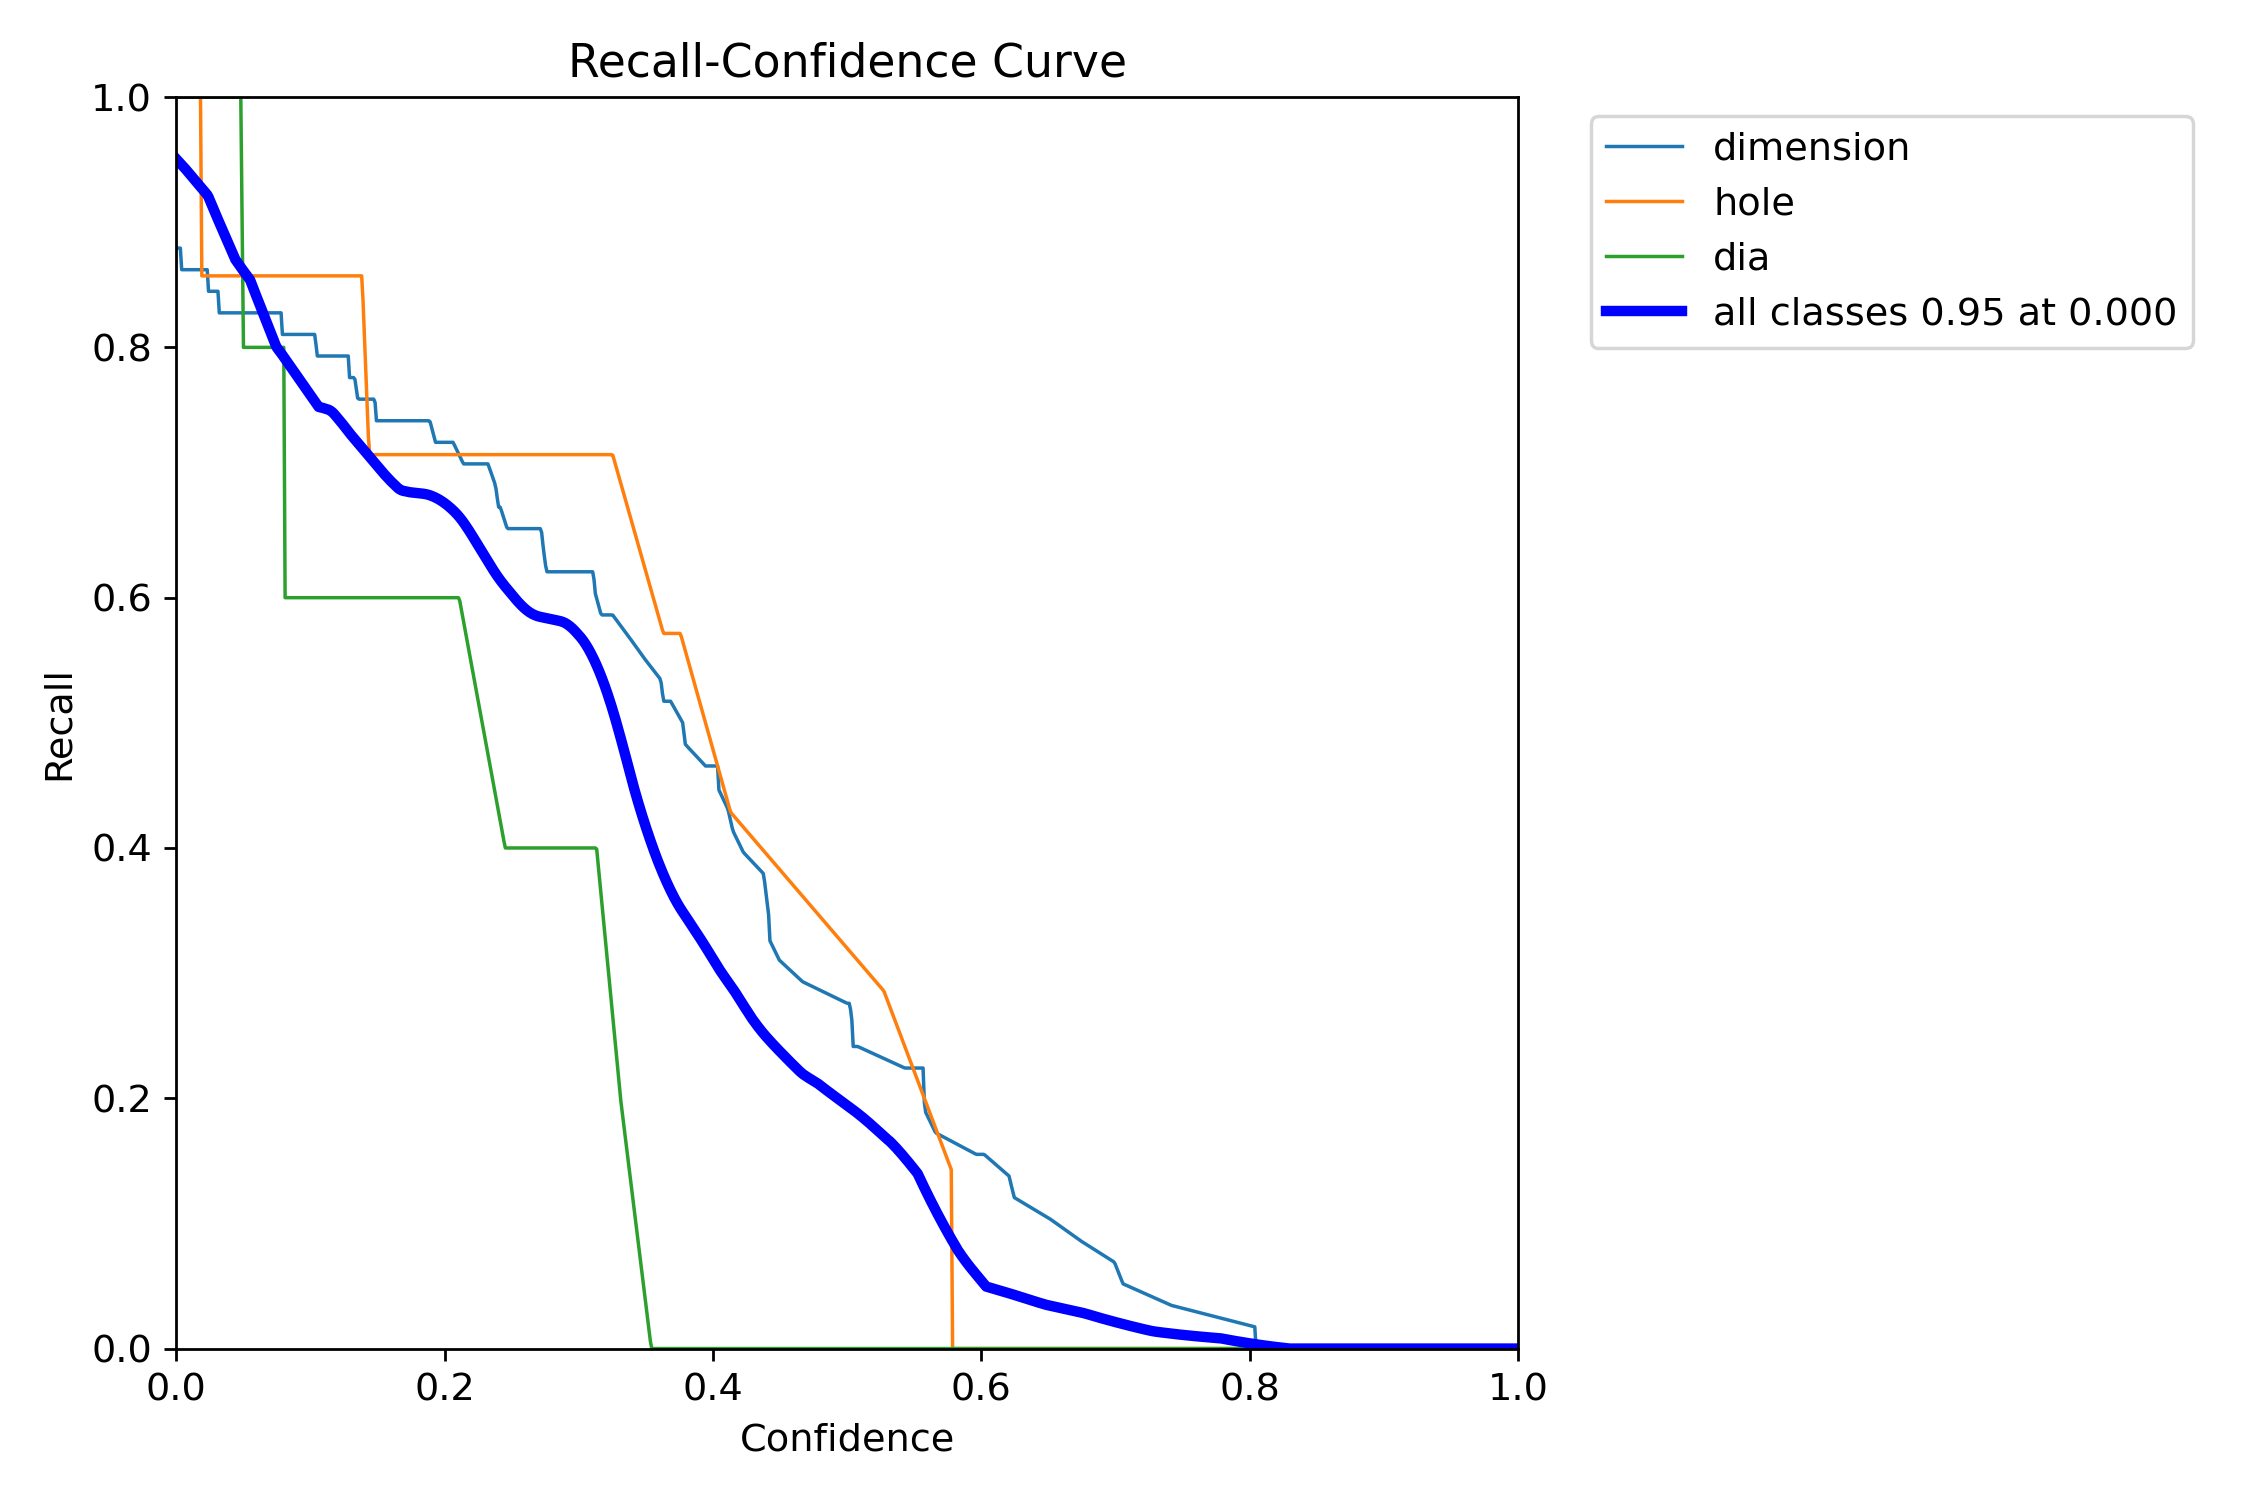 Recall-Confidence Curve
1.0
0.8
0.6
0.4
0.2
0.0
Recall
0.0 0.2 0.4 0.6 0.8 1.0
Confidence
dimension
hole
dia
all classes 0.95 at 0.000